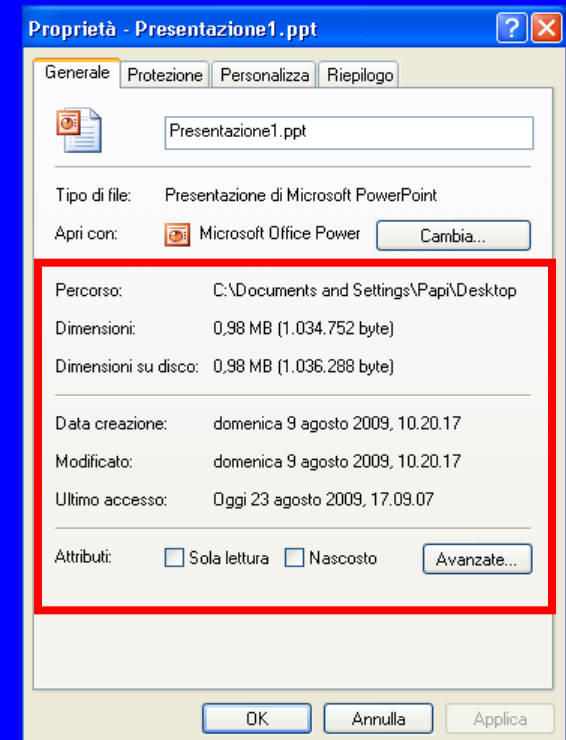 Proprietà - Presentazione1.ppt
Generale Protezione Personalizza Riepilogo
Presentazione1.ppt
Tipo di file: Presentazione di Microsoft PowerPoint
Apri con: Microsoft Office Power Cambia...
Percorso: C:\Documents and Settings\Papi\Desktop
Dimensioni: 0,98 MB (1.034.752 byte)
Dimensioni su disco: 0,98 MB (1.036.288 byte)
Data creazione: domenica 9 agosto 2009, 10.20.17
Modificato: domenica 9 agosto 2009, 10.20.17
Ultimo accesso: Oggi 23 agosto 2009, 17.09.07
Attributi: Sola lettura Nascosto Avanzate...
OK Annulla Applica